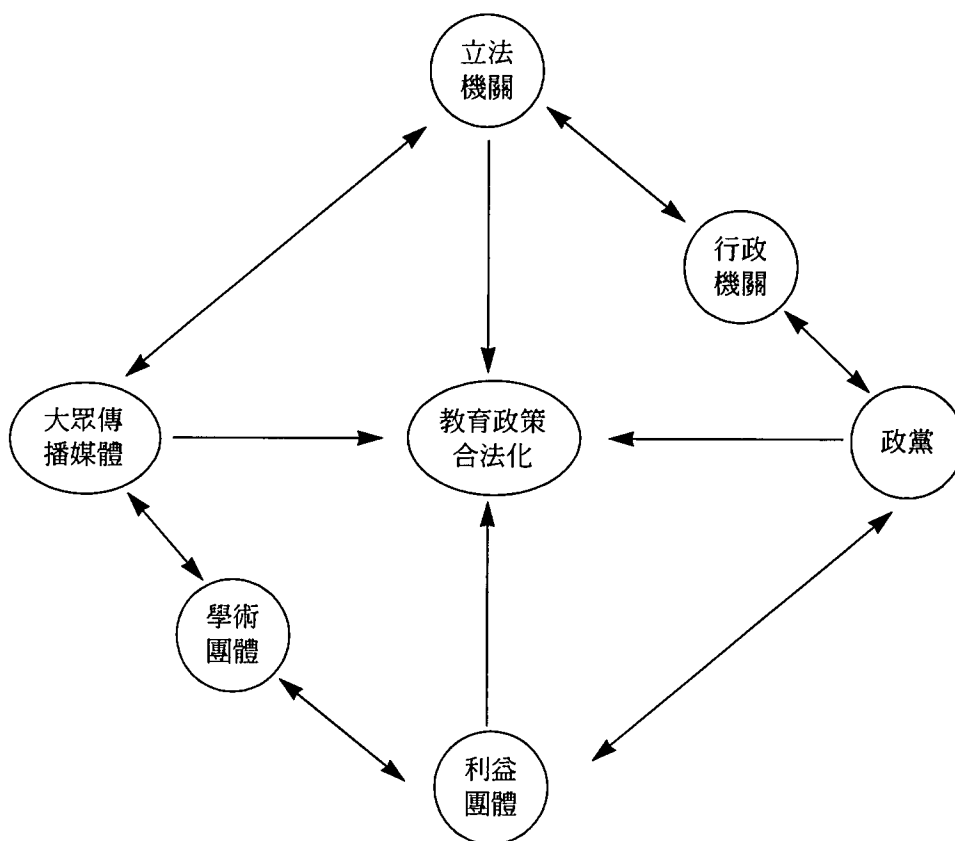 立法
機關
行政
機關
大眾傳
播媒體
教育政策
合法化
政黨
學術
團體
利益
團體